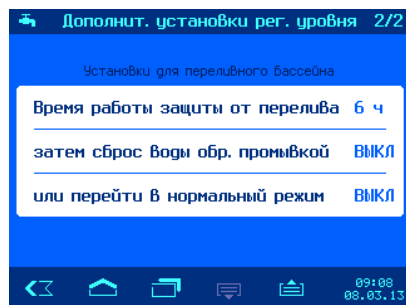 Дополнит. установки рег. уровня 2/2
Установки для переливного бассейна
Время работы защиты от перелива 6 ч
затем сброс воды обр. промывкой ВЫКЛ
или перейти в нормальный режим ВЫКЛ
09:08
08.03.13